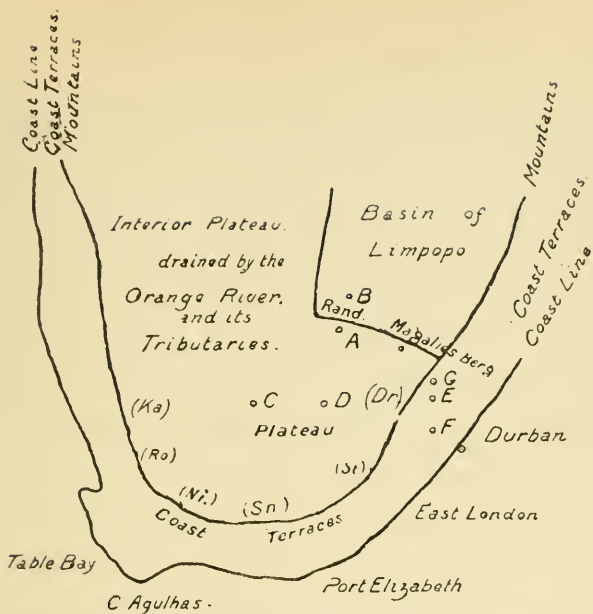 Coast Line
Coast Terraces.
Mountains
Mountains
Coast Terraces.
Coast Line
Interior Plateau.
drained by the
Orange River,
and its
Tributaries.
Basin of
Limpopo
B
Rand.
A
Magalies Berg
G
E
(Ka)
C
D
(Dr)
Plateau
F
Durban
(Ro)
(St)
(Ni.)
(Sn)
Coast
Terraces
East London
Table Bay
Port Elizabeth
C Agulhas.